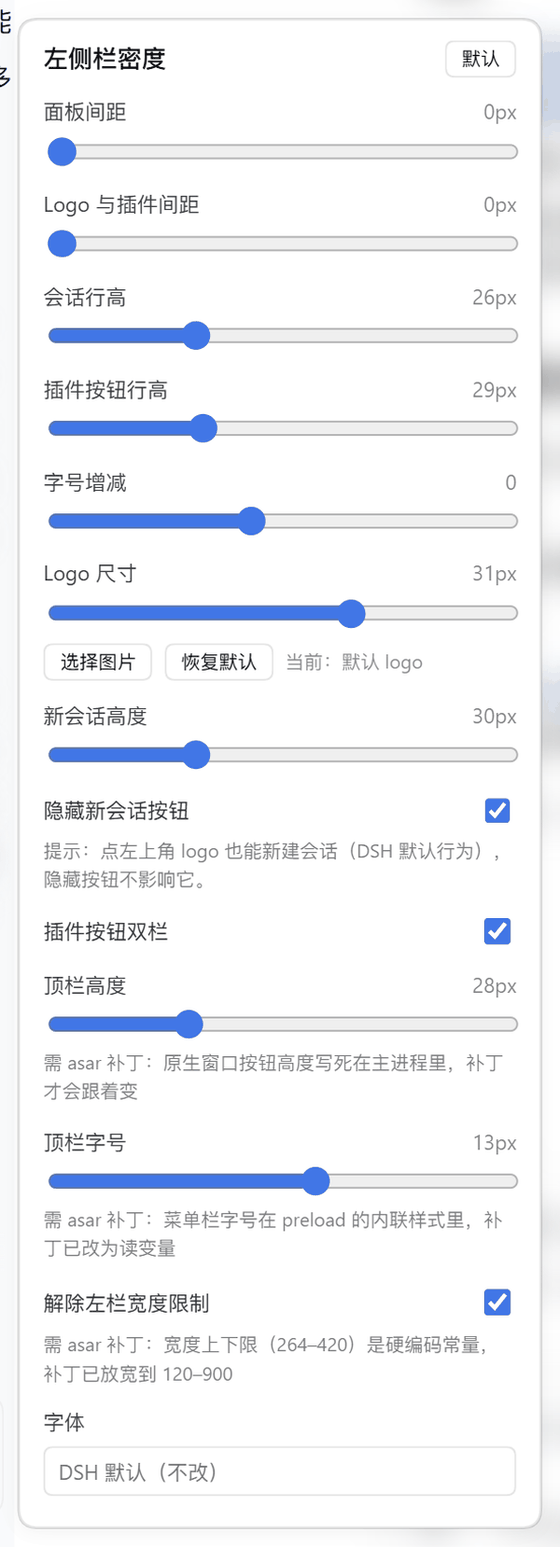 能
多
左侧栏密度 默认
面板间距 0px
Logo 与插件间距 0px
会话行高 26px
插件按钮行高 29px
字号增减 0
Logo 尺寸 31px
选择图片 恢复默认 当前：默认 logo
新会话高度 30px
隐藏新会话按钮
提示：点左上角 logo 也能新建会话（DSH 默认行为），
隐藏按钮不影响它。
插件按钮双栏
顶栏高度 28px
需 asar 补丁：原生窗口按钮高度写死在主进程里，补丁
才会跟着变
顶栏字号 13px
需 asar 补丁：菜单栏字号在 preload 的内联样式里，补
丁已改为读变量
解除左栏宽度限制
需 asar 补丁：宽度上下限（264–420）是硬编码常量，
补丁已放宽到 120–900
字体
DSH 默认（不改）